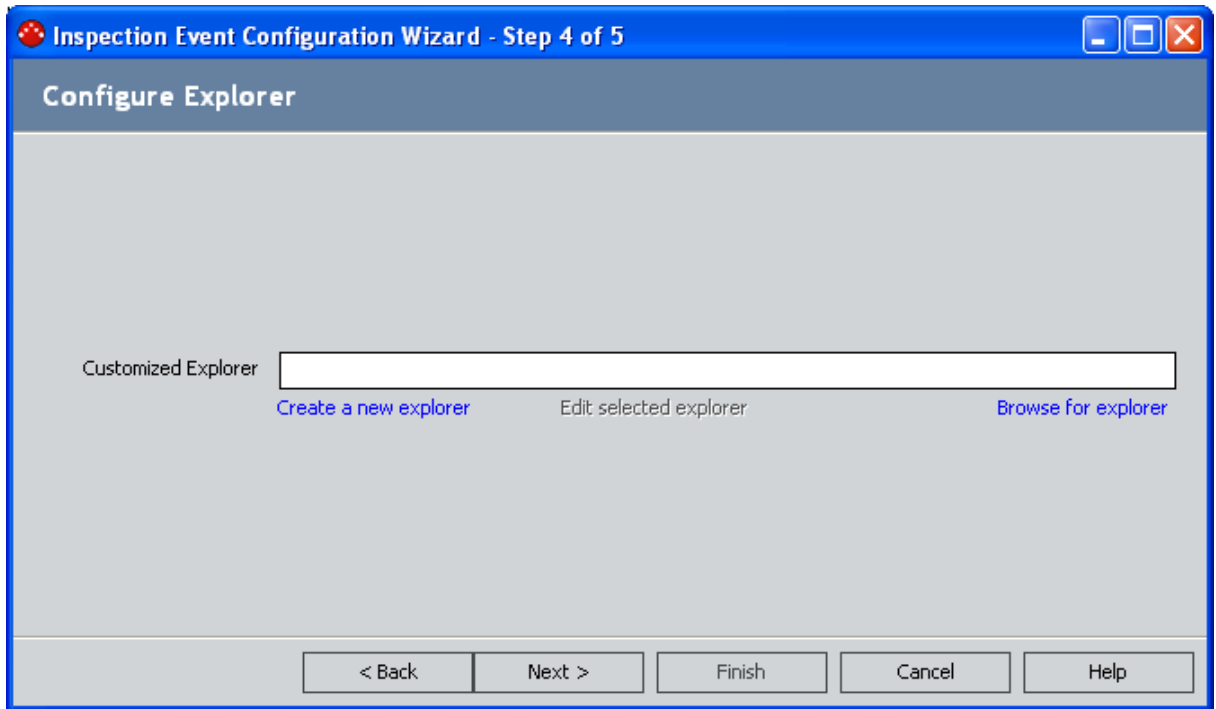 Inspection Event Configuration Wizard - Step 4 of 5
Configure Explorer
Customized Explorer
Create a new explorer Edit selected explorer Browse for explorer
< Back Next > Finish Cancel Help